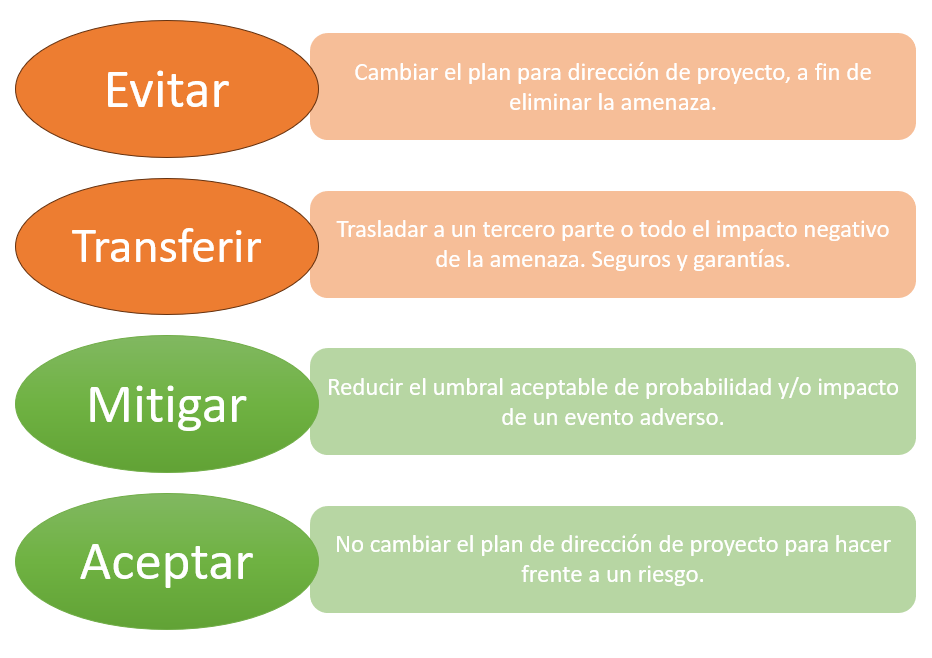 Evitar
Cambiar el plan para dirección de proyecto, a fin de
eliminar la amenaza.
Transferir
Trasladar a un tercero parte o todo el impacto negativo
de la amenaza. Seguros y garantías.
Mitigar
Reducir el umbral aceptable de probabilidad y/o impacto
de un evento adverso.
Aceptar
No cambiar el plan de dirección de proyecto para hacer
frente a un riesgo.